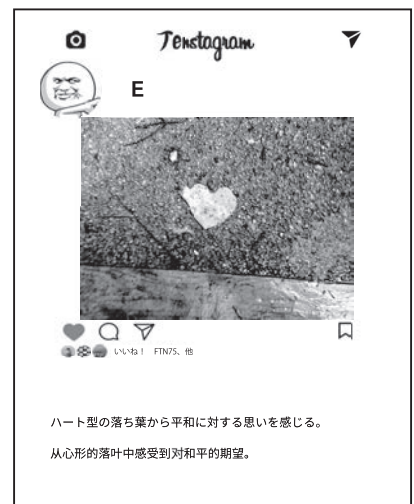 Tenstagram
E
いいね！　FTN75、他
ハート型の落ち葉から平和に対する思いを感じる。
从心形的落叶中感受到对和平的期望。